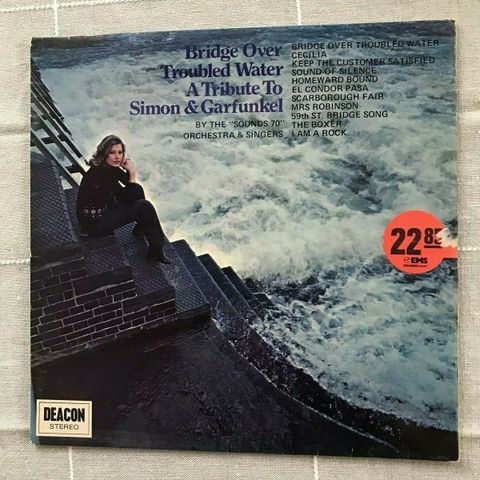 Bridge Over
Troubled Water
A Tribute To
Simon & Garfunkel
BY THE "SOUNDS 70"
ORCHESTRA & SINGERS
BRIDGE OVER TROUBLED WATER
CECILIA
KEEP THE CUSTOMER SATISFIED
SOUND OF SILENCE
HOMEWARD BOUND
EL CONDOR PASA
SCARBOROUGH FAIR
MRS ROBINSON
59th ST. BRIDGE SONG
THE BOXER
I AM A ROCK
22 85
EMS
DEACON
STEREO